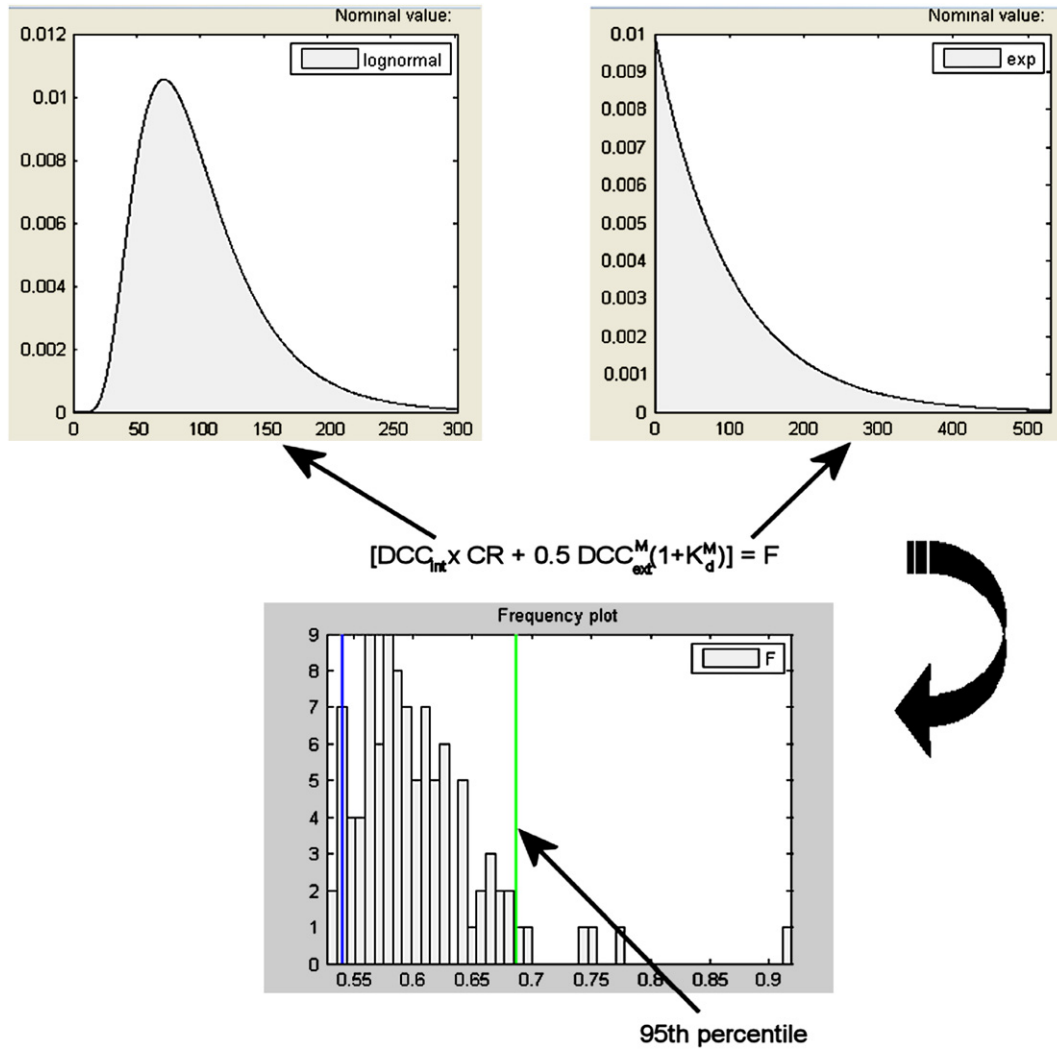 Nominal value:
0.012
0.01
0.008
0.006
0.004
0.002
0
lognormal
0 50 100 150 200 250 300
Nominal value:
0.01
0.009
0.008
0.007
0.006
0.005
0.004
0.003
0.002
0.001
0
exp
0 100 200 300 400 500
[DCC_int x CR + 0.5 DCC^M_ext(1+K^M_d)] = F
Frequency plot
9
8
7
6
5
4
3
2
1
0
F
0.55 0.6 0.65 0.7 0.75 0.8 0.85 0.9
95th percentile